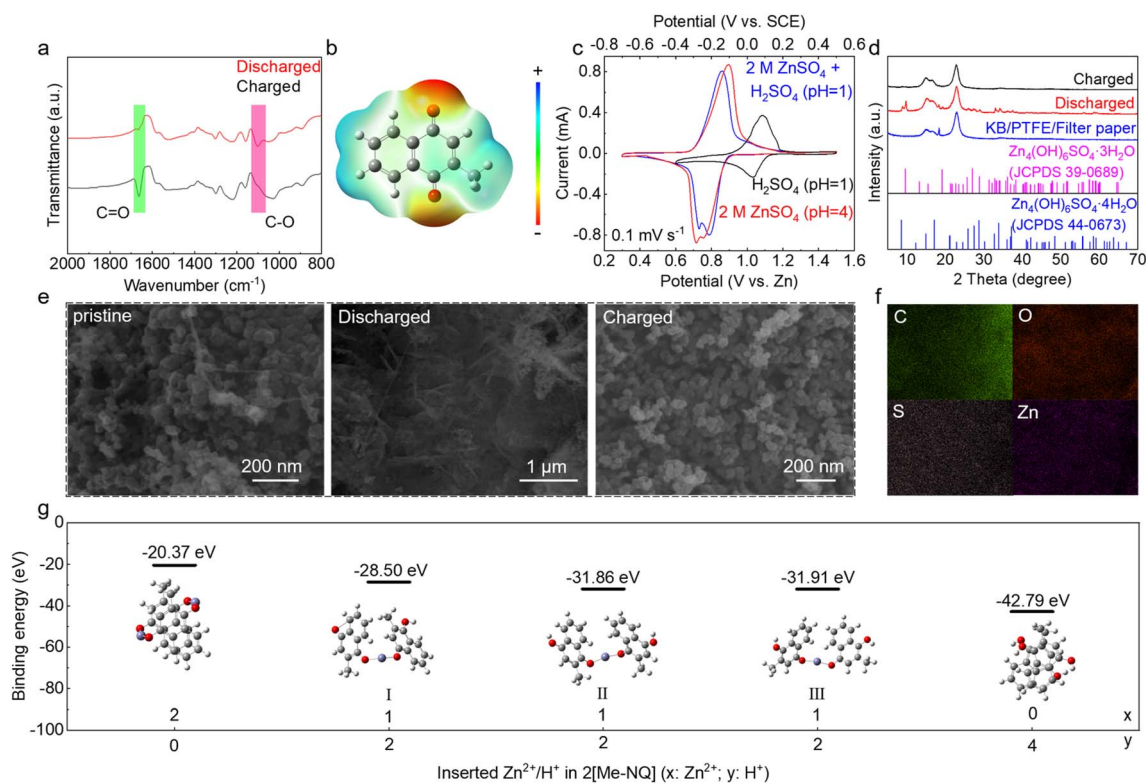 a
Discharged
Charged
Transmittance (a.u.)
C=O
C-O
2000 1600 1200 800
Wavenumber (cm⁻¹)
b
+
-
Potential (V vs. SCE)
-0.8 -0.6 -0.4 -0.2 0.0 0.2 0.4 0.6
c
2 M ZnSO₄ +
H₂SO₄ (pH=1)
H₂SO₄ (pH=1)
2 M ZnSO₄ (pH=4)
0.1 mV s⁻¹
Current (mA)
0.8
0.4
0.0
-0.4
-0.8
0.2 0.4 0.6 0.8 1.0 1.2 1.4 1.6
Potential (V vs. Zn)
d
Charged
Discharged
KB/PTFE/Filter paper
Zn₄(OH)₆SO₄·3H₂O
(JCPDS 39-0689)
Zn₄(OH)₆SO₄·4H₂O
(JCPDS 44-0673)
Intensity (a.u.)
10 20 30 40 50 60 70
2 Theta (degree)
e
pristine
200 nm
Discharged
1 μm
Charged
200 nm
f
C
O
S
Zn
g
Binding energy (eV)
0
-20
-40
-60
-80
-100
-20.37 eV
-28.50 eV
-31.86 eV
-31.91 eV
-42.79 eV
I II III
2 1 1 1 0 x
0 2 2 2 4 y
Inserted Zn²⁺/H⁺ in 2[Me-NQ] (x: Zn²⁺; y: H⁺)